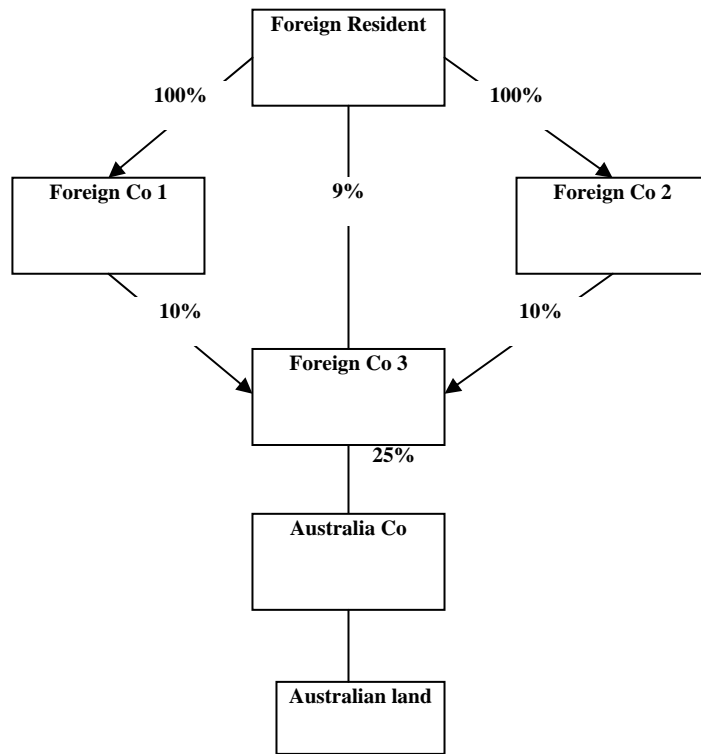 Foreign Resident
100%
100%
Foreign Co 1
9%
Foreign Co 2
10%
10%
Foreign Co 3
25%
Australia Co
Australian land